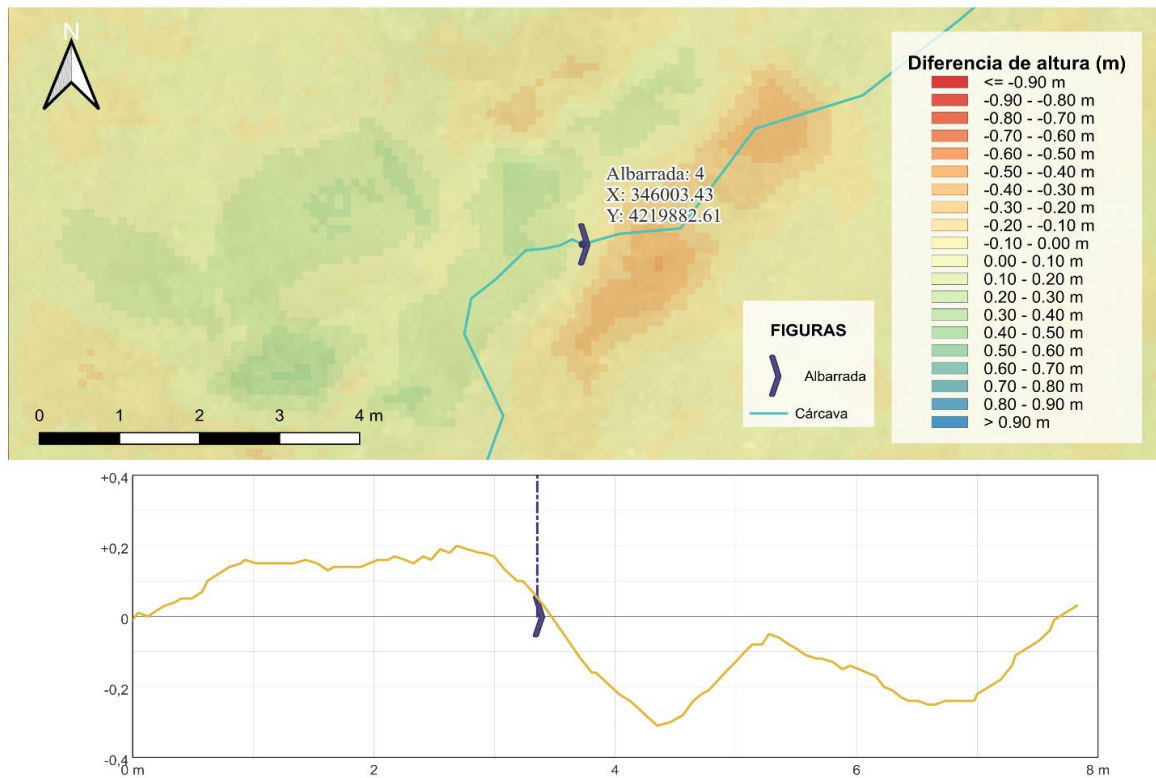 N
Albarrada: 4
X: 346003.43
Y: 4219882.61
Diferencia de altura (m)
<= -0.90 m
-0.90 - -0.80 m
-0.80 - -0.70 m
-0.70 - -0.60 m
-0.60 - -0.50 m
-0.50 - -0.40 m
-0.40 - -0.30 m
-0.30 - -0.20 m
-0.20 - -0.10 m
-0.10 - 0.00 m
0.00 - 0.10 m
0.10 - 0.20 m
0.20 - 0.30 m
0.30 - 0.40 m
0.40 - 0.50 m
0.50 - 0.60 m
0.60 - 0.70 m
0.70 - 0.80 m
0.80 - 0.90 m
> 0.90 m
FIGURAS
Albarrada
Cárcava
0 1 2 3 4 m
+0,4
+0,2
0
-0,2
-0,4
0 m 2 4 6 8 m